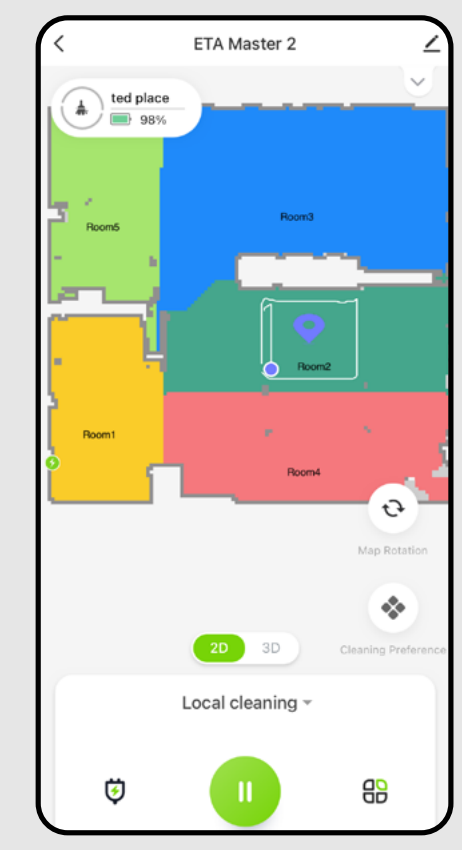 ETA Master 2
ted place
98%
Room5
Room3
Room2
Room1
Room4
Map Rotation
2D
3D
Cleaning Preference
Local cleaning